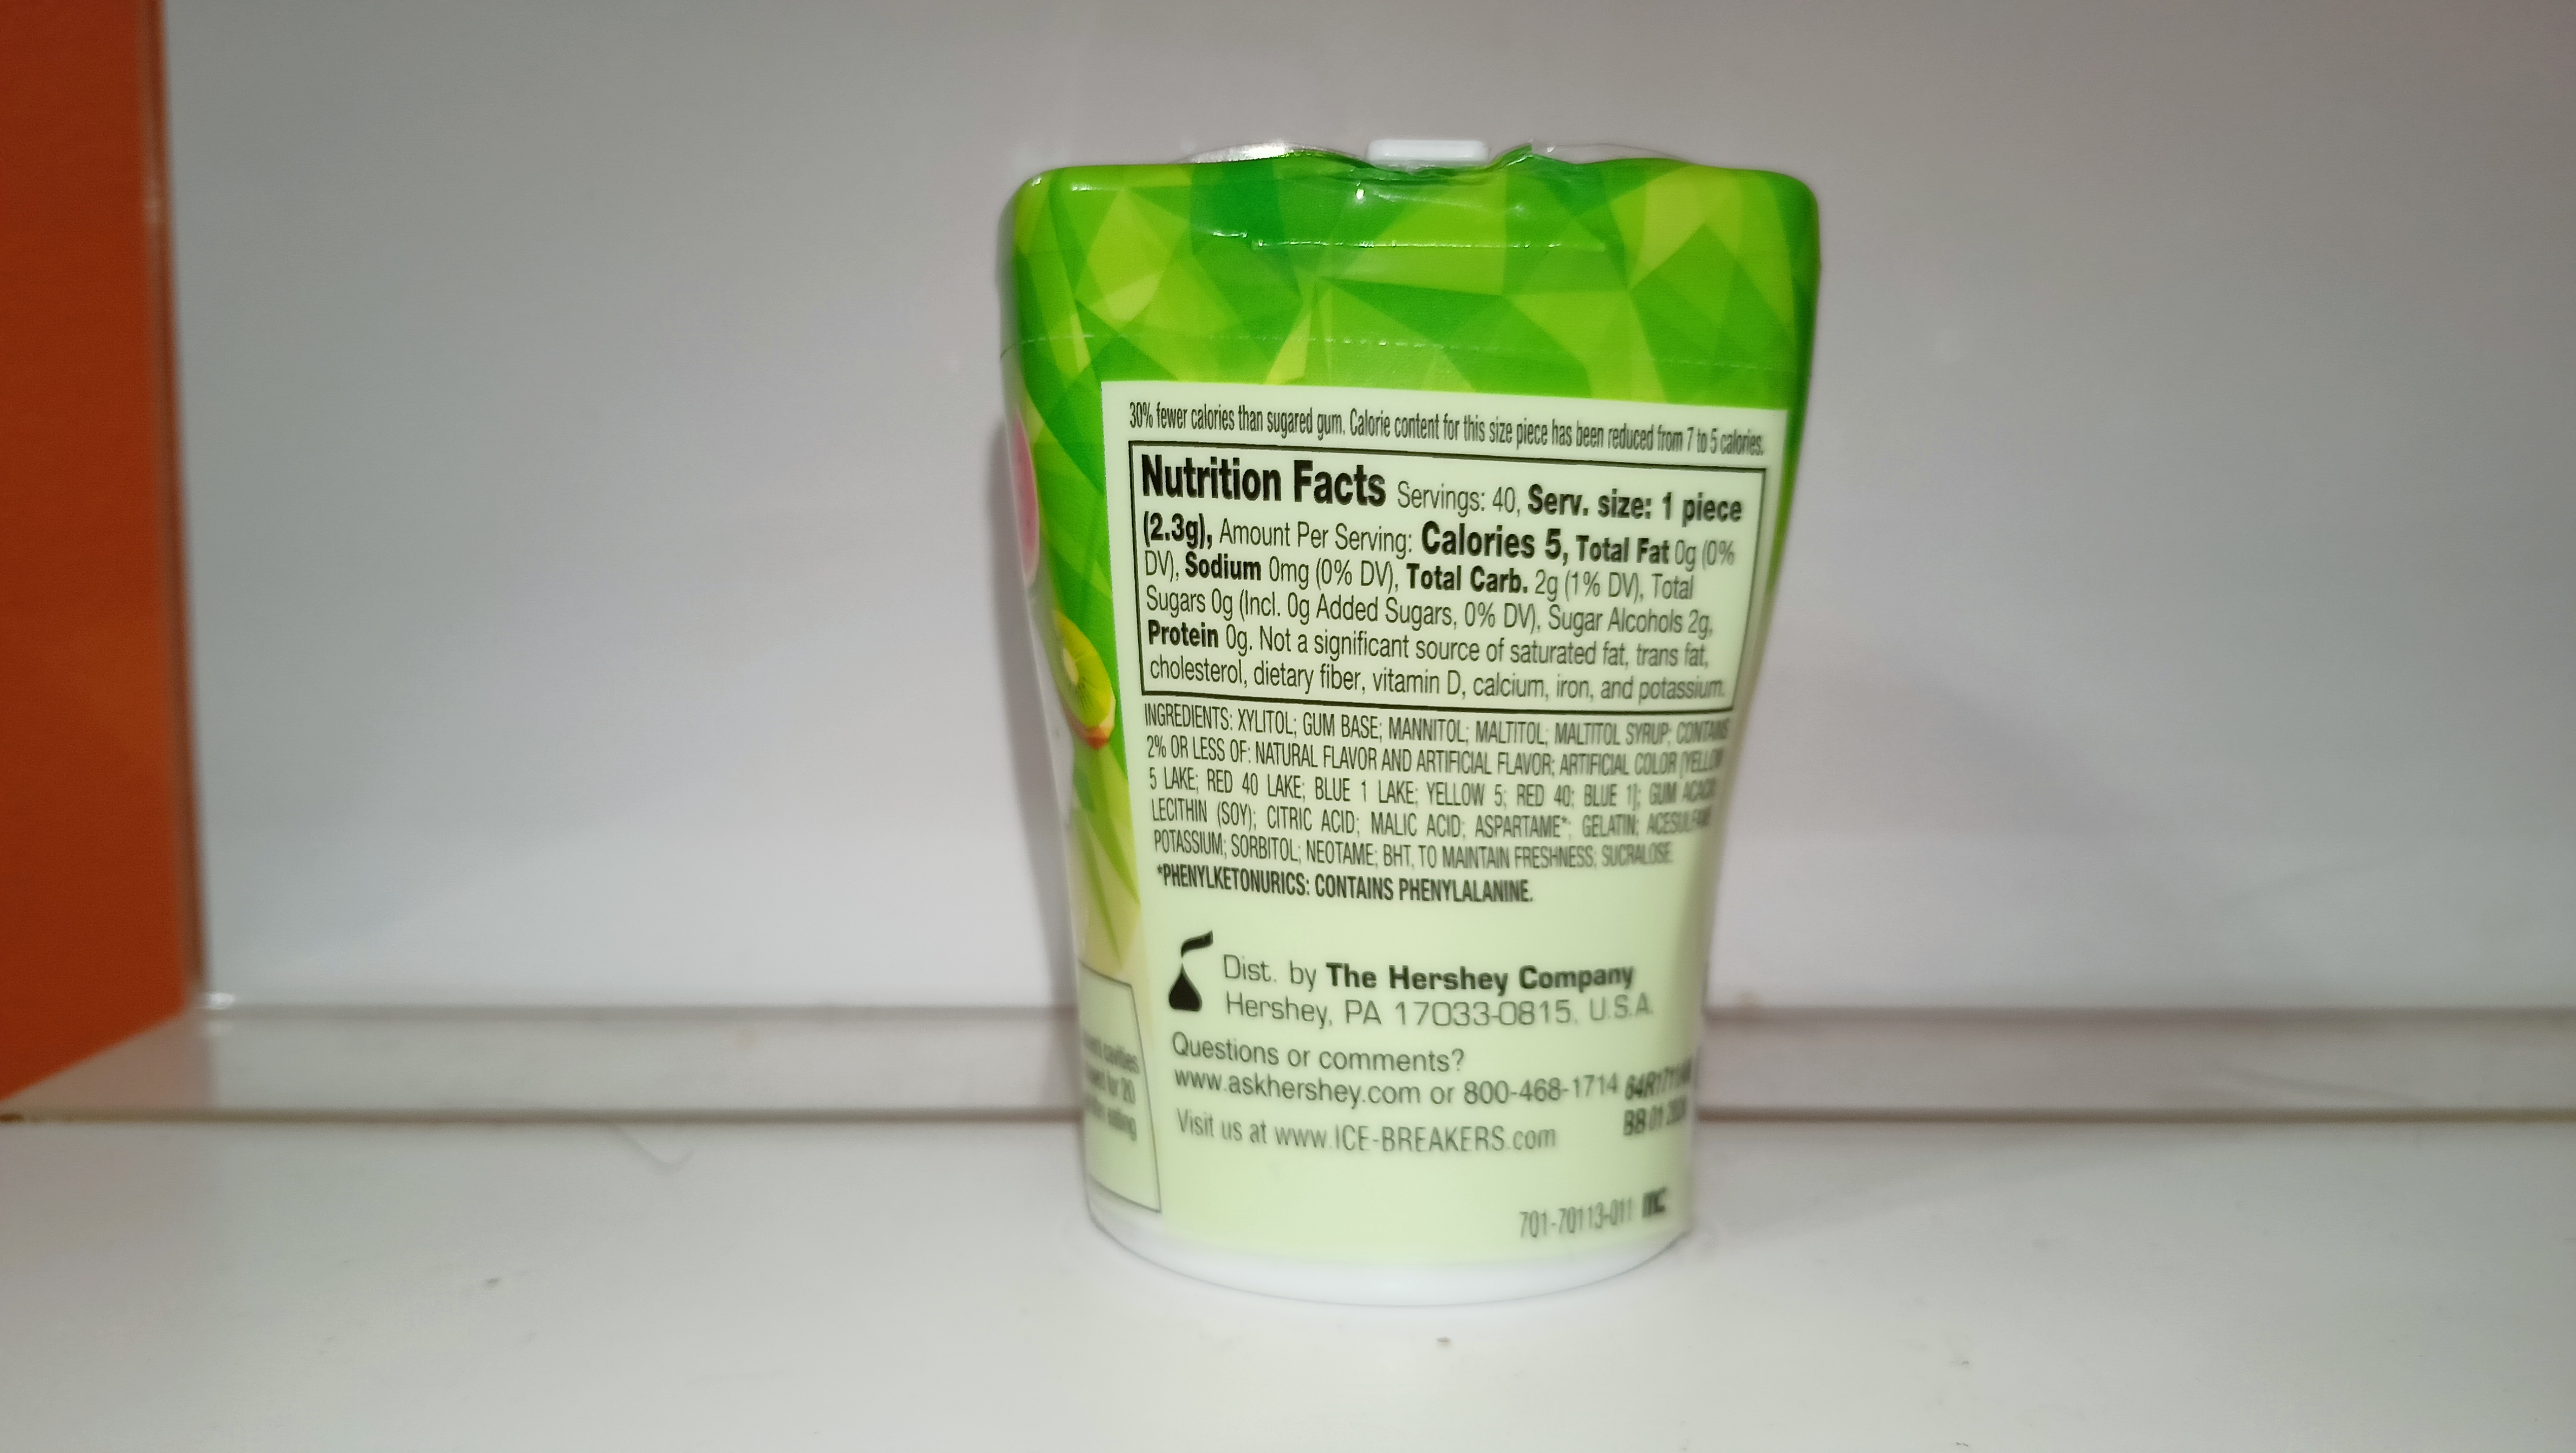 30% fewer calories than sugared gum. Calorie content for this size piece has been reduced from 7 to 5 calories.
Nutrition Facts Servings: 40, Serv. size: 1 piece
(2.3g), Amount Per Serving: Calories 5, Total Fat 0g (0%
DV), Sodium 0mg (0% DV), Total Carb. 2g (1% DV), Total
Sugars 0g (Incl. 0g Added Sugars, 0% DV), Sugar Alcohols 2g,
Protein 0g. Not a significant source of saturated fat, trans fat,
cholesterol, dietary fiber, vitamin D, calcium, iron, and potassium.
INGREDIENTS: XYLITOL; GUM BASE; MANNITOL; MALTITOL; MALTITOL SYRUP; CONTAINS
2% OR LESS OF: NATURAL FLAVOR AND ARTIFICIAL FLAVOR; ARTIFICIAL COLOR [YELLOW
5 LAKE; RED 40 LAKE; BLUE 1 LAKE; YELLOW 5; RED 40; BLUE 1]; GUM ACACIA;
LECITHIN (SOY); CITRIC ACID; MALIC ACID; ASPARTAME*; GELATIN; ACESULFAME
POTASSIUM; SORBITOL; NEOTAME; BHT, TO MAINTAIN FRESHNESS; SUCRALOSE.
*PHENYLKETONURICS: CONTAINS PHENYLALANINE.
Dist. by The Hershey Company
Hershey, PA 17033-0815, U.S.A.
Questions or comments?
www.askhershey.com or 800-468-1714
Visit us at www.ICE-BREAKERS.com
BB 01
701-70113-011
cavities
for 20
eating